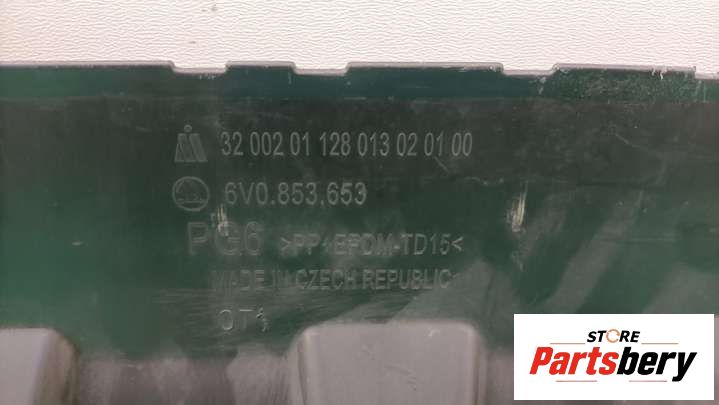 32 002 01 128 013 02 01 00
6V0.853.653
PG6 >PP+EPDM-TD15<
MADE IN CZECH REPUBLIC
OT1
STORE
Partsbery